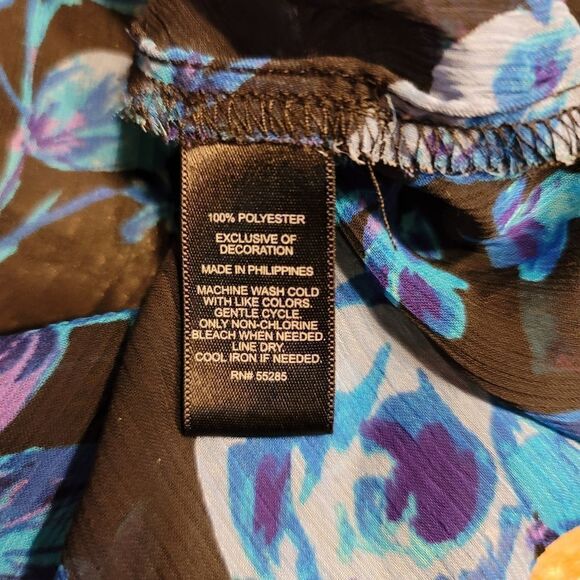 100% POLYESTER
EXCLUSIVE OF
DECORATION
MADE IN PHILIPPINES
MACHINE WASH COLD
WITH LIKE COLORS
GENTLE CYCLE.
ONLY NON-CHLORINE
BLEACH WHEN NEEDED.
LINE DRY.
COOL IRON IF NEEDED.
RN# 55285